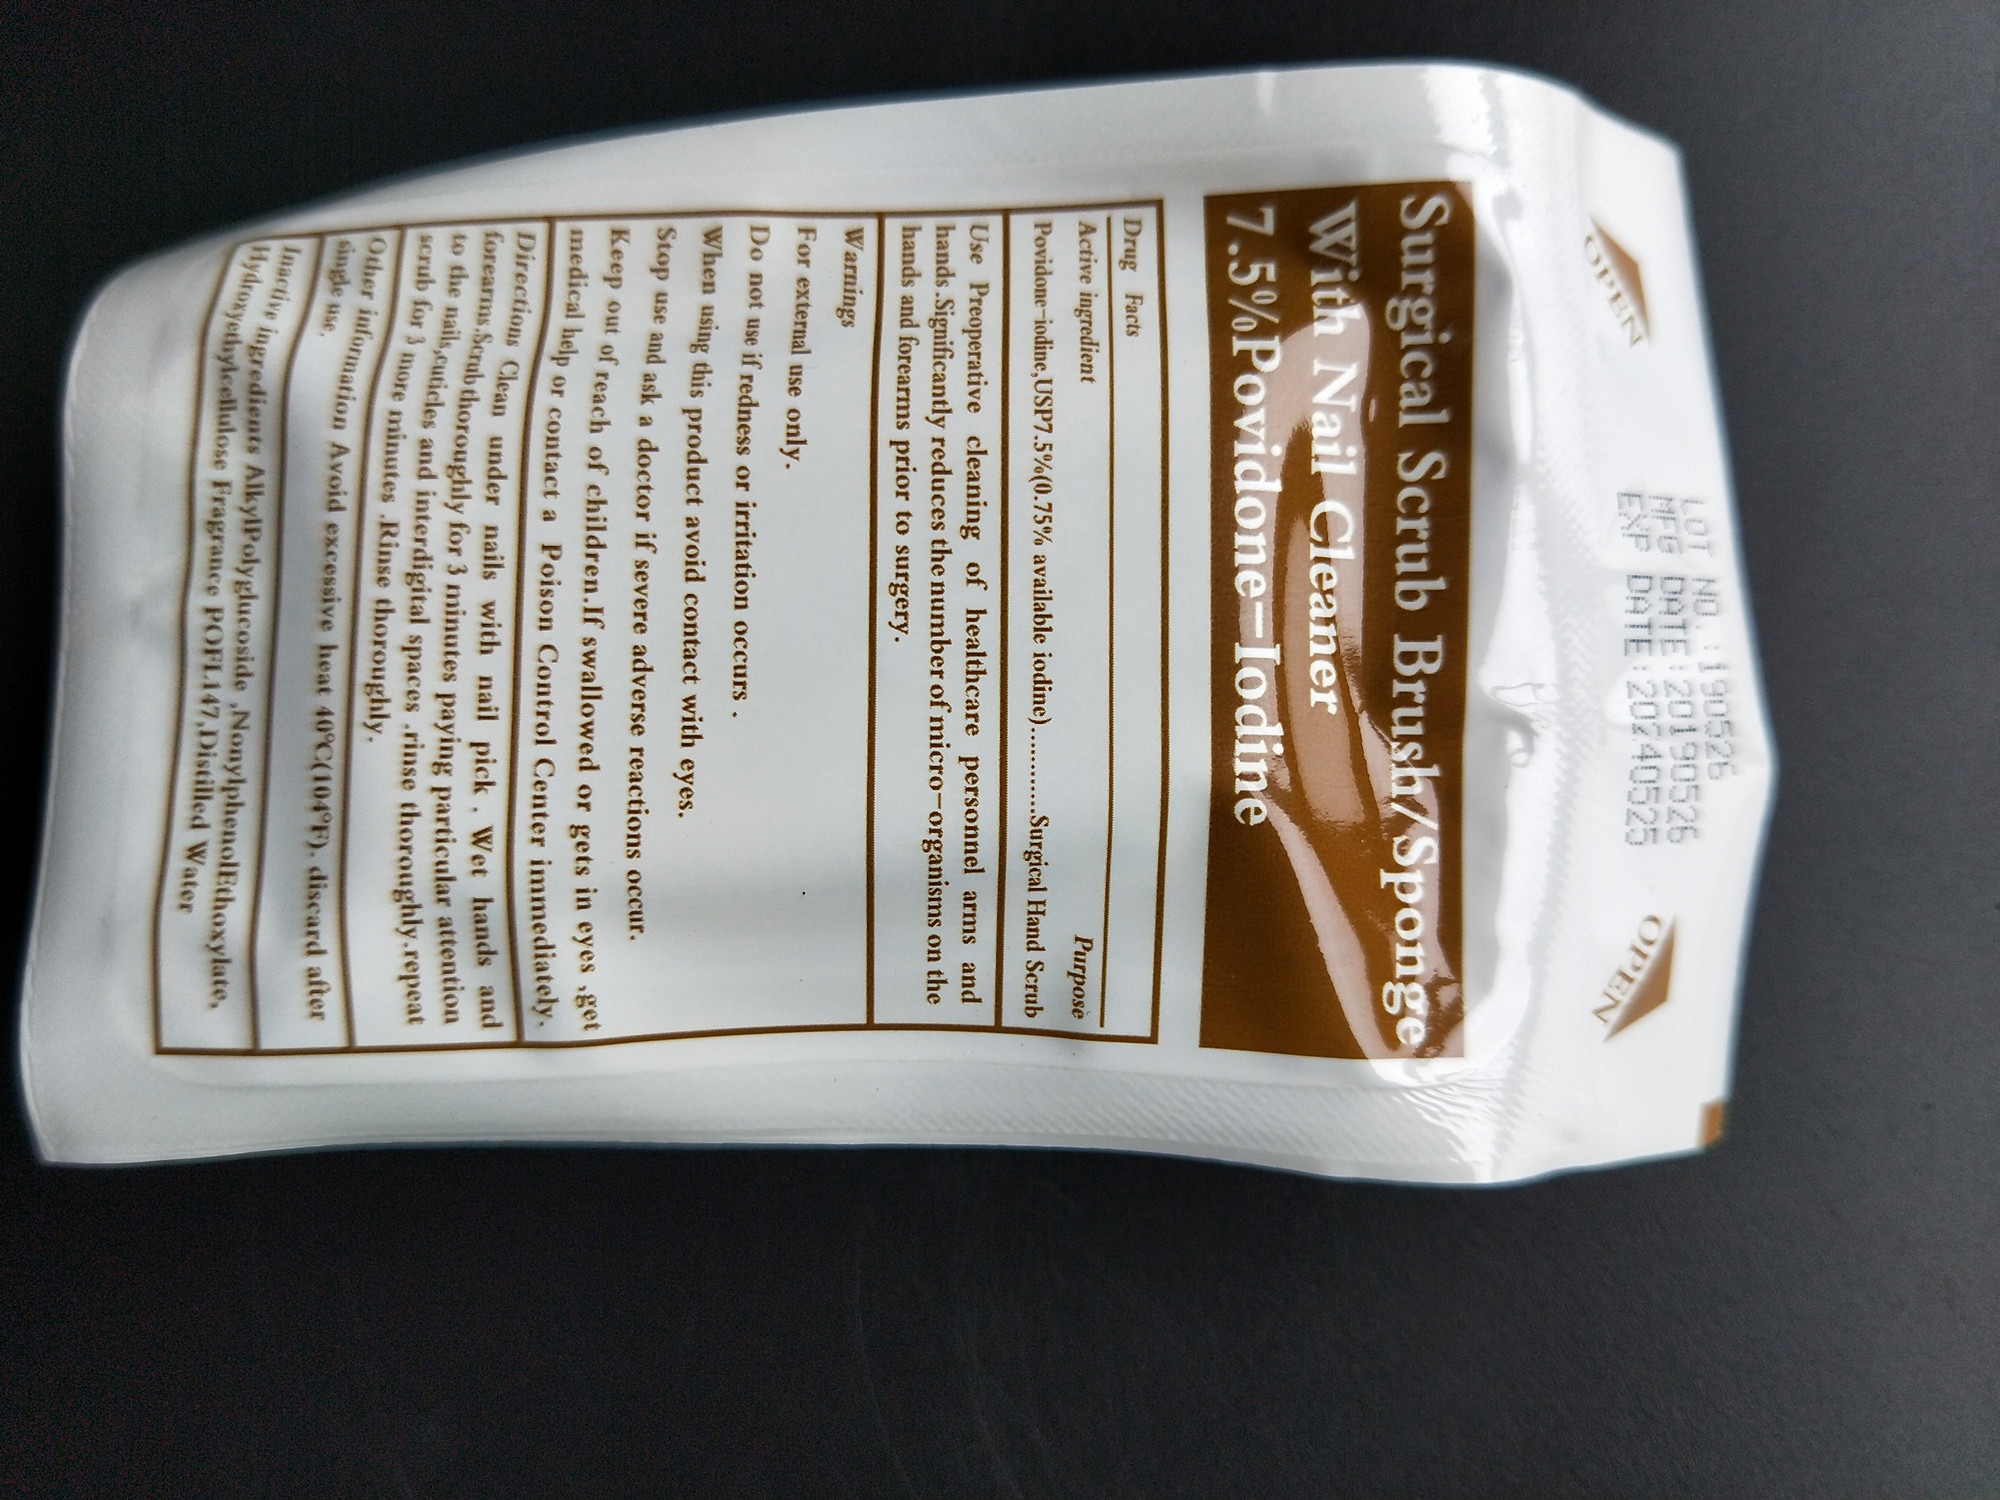 OPEN
OPEN
LOT NO.:190526
MFG DATE:20190526
EXP DATE:20240525
Surgical Scrub Brush/Sponge
With Nail Cleaner
7.5%Povidone-Iodine
Drug Facts
Active ingredient Purpose
Povidone-iodine,USP7.5%(0.75% available iodine)............Surgical Hand Scrub
Use Preoperative cleaning of healthcare personnel arms and
hands.Significantly reduces the number of micro-organisms on the
hands and forearms prior to surgery.
Warnings
For external use only.
Do not use if redness or irritation occurs .
When using this product avoid contact with eyes.
Stop use and ask a doctor if severe adverse reactions occur.
Keep out of reach of children.If swallowed or gets in eyes ,get
medical help or contact a Poison Control Center immediately.
Directions Clean under nails with nail pick . Wet hands and
forearms.Scrub thoroughly for 3 minutes paying particular attention
to the nails,cuticles and interdigital spaces .rinse thoroughly.repeat
scrub for 3 more minutes .Rinse thoroughly.
Other information Avoid excessive heat 40°C(104°F). discard after
single use.
Inactive ingredients AlkylPolyglucoside ,NonylphenolEthoxylate,
Hydroxyethylcellulose Fragrance POFL147,Distilled Water